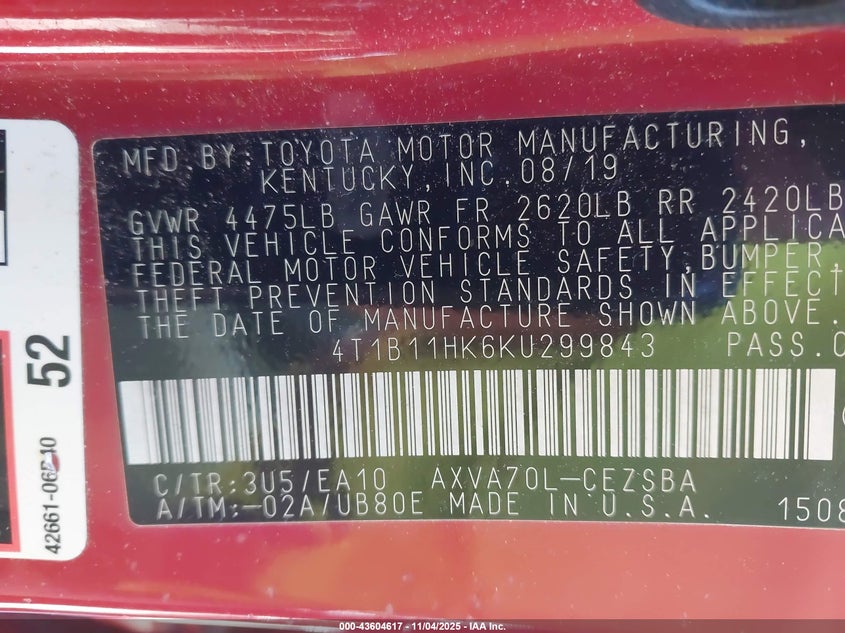 MFD.BY:TOYOTA MOTOR MANUFACTURING,
KENTUCKY,INC.08/19
GVWR 4475LB GAWR FR 2620LB RR 2420LB
THIS VEHICLE CONFORMS TO ALL APPLICA
FEDERAL MOTOR VEHICLE SAFETY,BUMPER,
THEFT PREVENTION STANDARDS IN EFFECT
THE DATE OF MANUFACTURE SHOWN ABOVE.
4T1B11HK6KU299843 PASS.C
C/TR:3U5/EA10 AXVA70L-CEZSBA
A/TM:-02A/UB80E MADE IN U.S.A.
1508
52
000-43604617 - 11/04/2025 - IAA Inc.